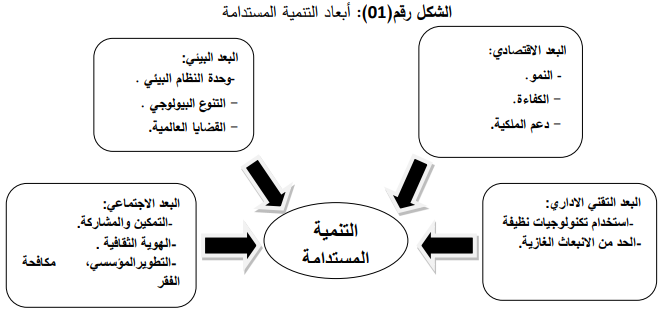 الشكل رقم(01): أبعاد التنمية المستدامة
البعد الاقتصادي:
- النمو.
– الكفاءة.
– دعم الملكية.
البعد البيئي:
-وحدة النظام البيئي .
– التنوع البيولوجي .
– القضايا العالمية.
البعد التقني الاداري:
-استخدام تكنولوجيات نظيفة
-الحد من الانبعاث الغازية.
التنمية
المستدامة
البعد الاجتماعي:
-التمكين والمشاركة.
-الهوية الثقافية .
-التطويرالمؤسسي، مكافحة
الفقر